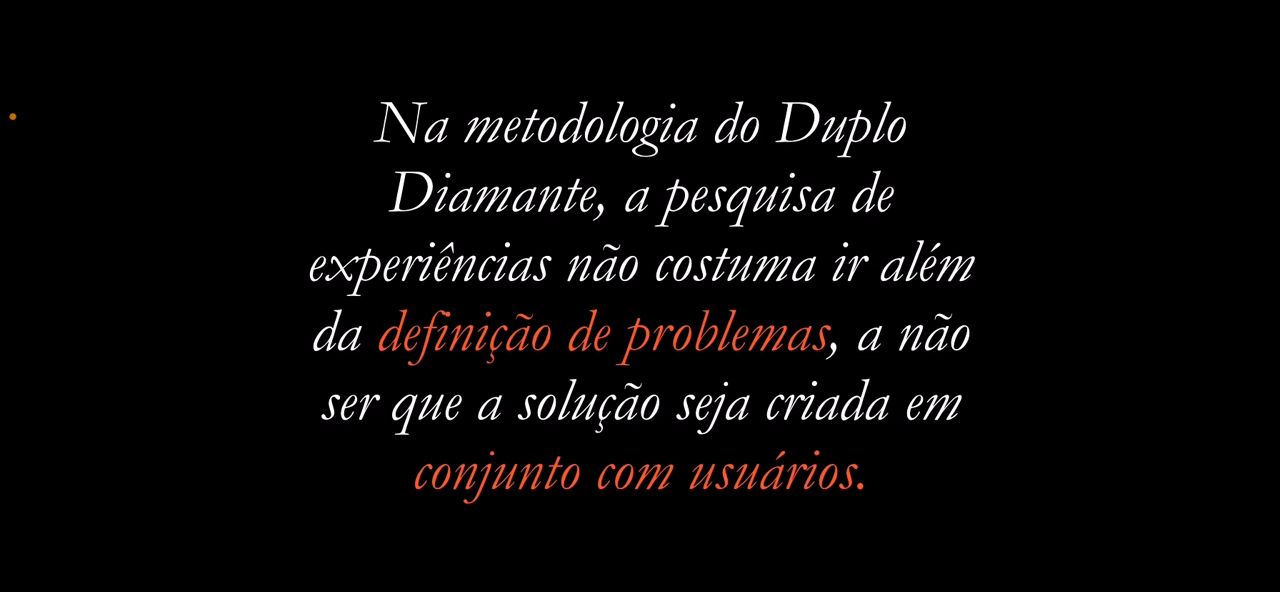 Na metodologia do Duplo
Diamante, a pesquisa de
experiências não costuma ir além
da definição de problemas, a não
ser que a solução seja criada em
conjunto com usuários.